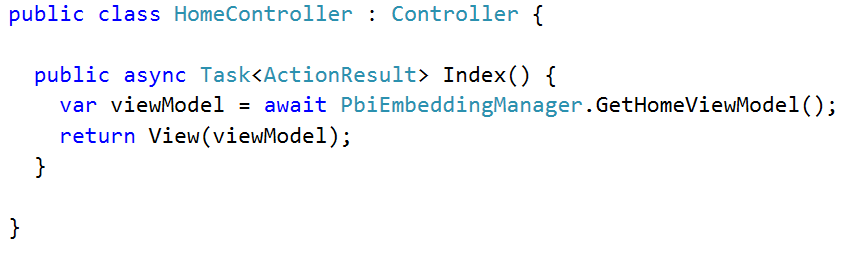 public class HomeController : Controller {
public async Task<ActionResult> Index() {
var viewModel = await PbiEmbeddingManager.GetHomeViewModel();
return View(viewModel);
}
}